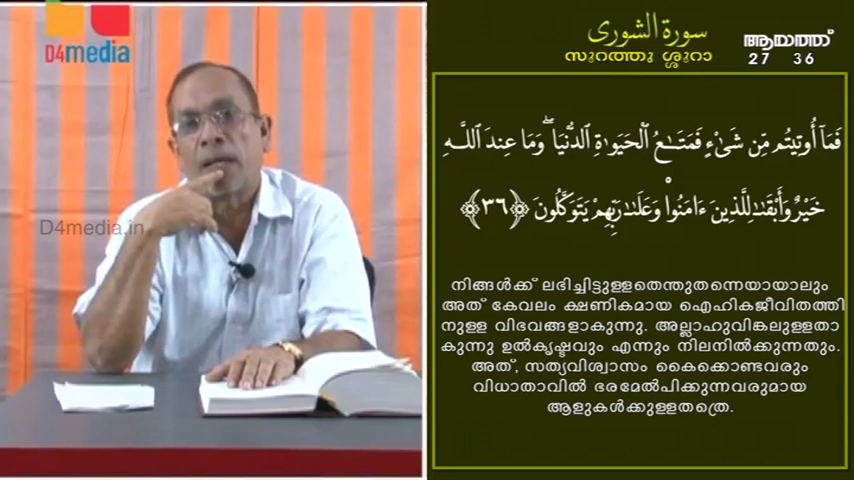 D4media
D4media.in
سورة الشورى
സൂറത്തു ശ്ശൂറാ
ആയത്ത്
27 36
فَمَآ أُوتِيتُم مِّن شَىْءٍ فَمَتَـٰعُ ٱلْحَيَوٰةِ ٱلدُّنْيَا ۖ وَمَا عِندَ ٱللَّـهِ
خَيْرٌ وَأَبْقَىٰ لِلَّذِينَ ءَامَنُوا۟ وَعَلَىٰ رَبِّهِمْ يَتَوَكَّلُونَ ﴿٣٦﴾
നിങ്ങൾക്ക് ലഭിച്ചിട്ടുള്ളതെന്തുതന്നെയായാലും
അത് കേവലം ക്ഷണികമായ ഐഹികജീവിതത്തി
നുള്ള വിഭവങ്ങളാകുന്നു. അല്ലാഹുവിങ്കലുള്ളതാ
കുന്നു ഉൽകൃഷ്ടവും എന്നും നിലനിൽക്കുന്നതും.
അത്, സത്യവിശ്വാസം കൈക്കൊണ്ടവരും
വിധാതാവിൽ ഭരമേൽപിക്കുന്നവരുമായ
ആളുകൾക്കുള്ളതത്രെ.